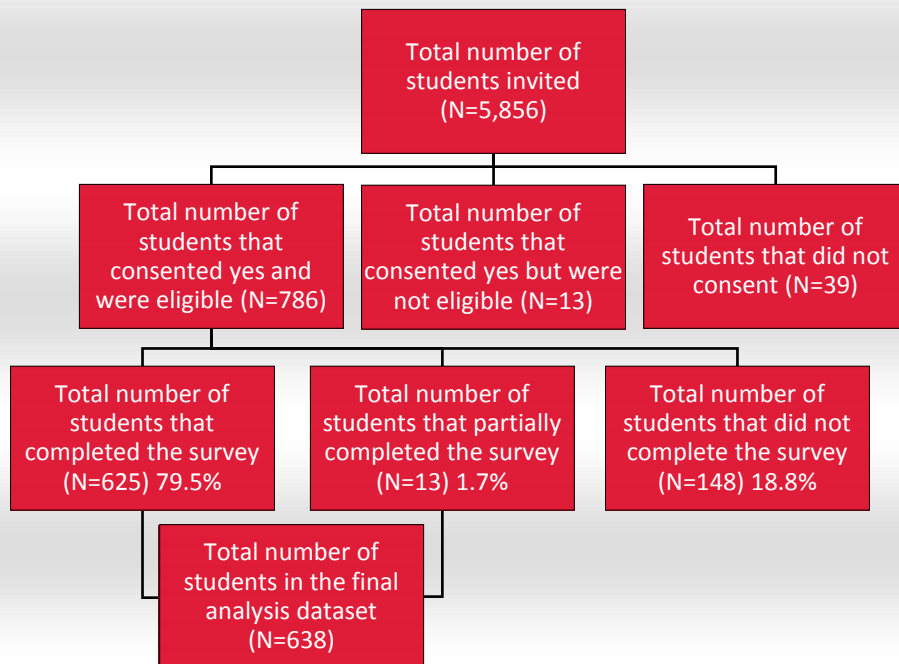 Total number of
students invited
(N=5,856)
Total number of
students that
consented yes and
were eligible (N=786)
Total number of
students that
consented yes but were
not eligible (N=13)
Total number of
students that did not
consent (N=39)
Total number of
students that
completed the survey
(N=625) 79.5%
Total number of
students that partially
completed the survey
(N=13) 1.7%
Total number of
students that did not
complete the survey
(N=148) 18.8%
Total number of
students in the final
analysis dataset
(N=638)